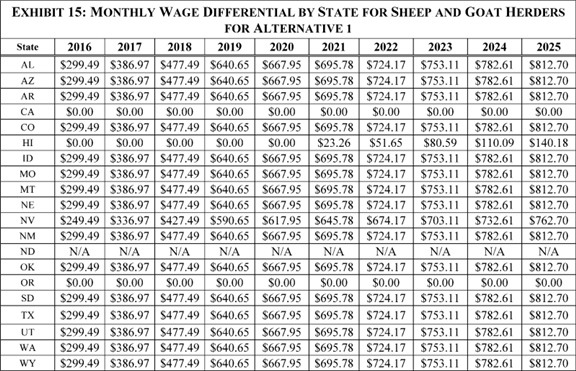 EXHIBIT 15: MONTHLY WAGE DIFFERENTIAL BY STATE FOR SHEEP AND GOAT HERDERS
FOR ALTERNATIVE 1
State 2016 2017 2018 2019 2020 2021 2022 2023 2024 2025
AL $299.49 $386.97 $477.49 $640.65 $667.95 $695.78 $724.17 $753.11 $782.61 $812.70
AZ $299.49 $386.97 $477.49 $640.65 $667.95 $695.78 $724.17 $753.11 $782.61 $812.70
AR $299.49 $386.97 $477.49 $640.65 $667.95 $695.78 $724.17 $753.11 $782.61 $812.70
CA $0.00 $0.00 $0.00 $0.00 $0.00 $0.00 $0.00 $0.00 $0.00 $0.00
CO $299.49 $386.97 $477.49 $640.65 $667.95 $695.78 $724.17 $753.11 $782.61 $812.70
HI $0.00 $0.00 $0.00 $0.00 $0.00 $23.26 $51.65 $80.59 $110.09 $140.18
ID $299.49 $386.97 $477.49 $640.65 $667.95 $695.78 $724.17 $753.11 $782.61 $812.70
MO $299.49 $386.97 $477.49 $640.65 $667.95 $695.78 $724.17 $753.11 $782.61 $812.70
MT $299.49 $386.97 $477.49 $640.65 $667.95 $695.78 $724.17 $753.11 $782.61 $812.70
NE $299.49 $386.97 $477.49 $640.65 $667.95 $695.78 $724.17 $753.11 $782.61 $812.70
NV $249.49 $336.97 $427.49 $590.65 $617.95 $645.78 $674.17 $703.11 $732.61 $762.70
NM $299.49 $386.97 $477.49 $640.65 $667.95 $695.78 $724.17 $753.11 $782.61 $812.70
ND N/A N/A N/A N/A N/A N/A N/A N/A N/A N/A
OK $299.49 $386.97 $477.49 $640.65 $667.95 $695.78 $724.17 $753.11 $782.61 $812.70
OR $0.00 $0.00 $0.00 $0.00 $0.00 $0.00 $0.00 $0.00 $0.00 $0.00
SD $299.49 $386.97 $477.49 $640.65 $667.95 $695.78 $724.17 $753.11 $782.61 $812.70
TX $299.49 $386.97 $477.49 $640.65 $667.95 $695.78 $724.17 $753.11 $782.61 $812.70
UT $299.49 $386.97 $477.49 $640.65 $667.95 $695.78 $724.17 $753.11 $782.61 $812.70
WA $299.49 $386.97 $477.49 $640.65 $667.95 $695.78 $724.17 $753.11 $782.61 $812.70
WY $299.49 $386.97 $477.49 $640.65 $667.95 $695.78 $724.17 $753.11 $782.61 $812.70